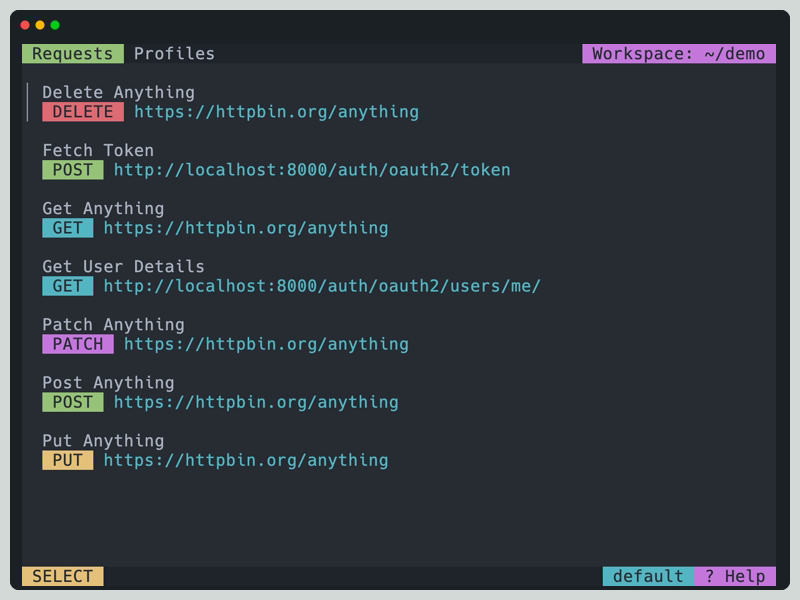 Requests Profiles Workspace: ~/demo
Delete Anything
DELETE https://httpbin.org/anything
Fetch Token
POST http://localhost:8000/auth/oauth2/token
Get Anything
GET https://httpbin.org/anything
Get User Details
GET http://localhost:8000/auth/oauth2/users/me/
Patch Anything
PATCH https://httpbin.org/anything
Post Anything
POST https://httpbin.org/anything
Put Anything
PUT https://httpbin.org/anything
SELECT default ? Help